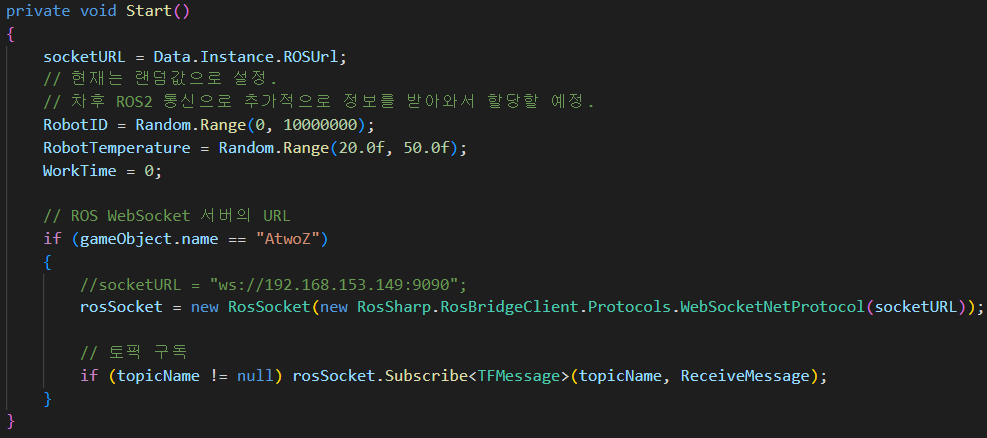 private void Start()
{
socketURL = Data.Instance.ROSUrl;
// 현재는 랜덤값으로 설정.
// 차후 ROS2 통신으로 추가적으로 정보를 받아와서 할당할 예정.
RobotID = Random.Range(0, 10000000);
RobotTemperature = Random.Range(20.0f, 50.0f);
WorkTime = 0;
// ROS WebSocket 서버의 URL
if (gameObject.name == "AtwoZ")
{
//socketURL = "ws://192.168.153.149:9090";
rosSocket = new RosSocket(new RosSharp.RosBridgeClient.Protocols.WebSocketNetProtocol(socketURL));
// 토픽 구독
if (topicName != null) rosSocket.Subscribe<TFMessage>(topicName, ReceiveMessage);
}
}